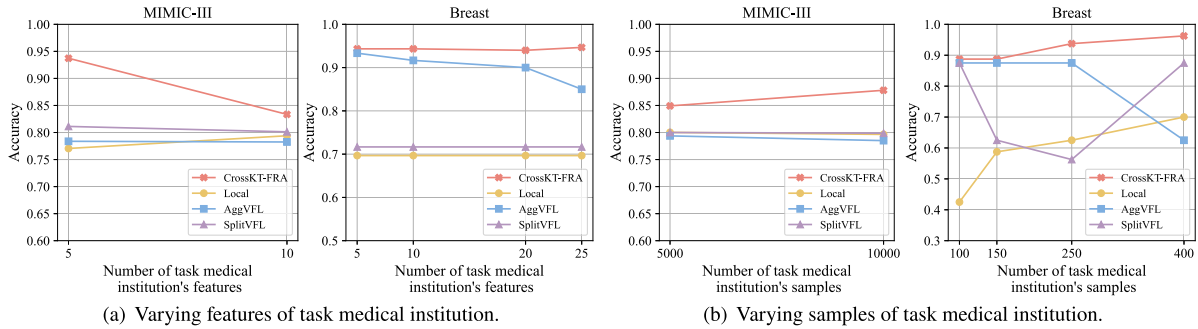 MIMIC-III
Accuracy
1.00
0.95
0.90
0.85
0.80
0.75
0.70
0.65
0.60
CrossKT-FRA
Local
AggVFL
SplitVFL
5
10
Number of task medical
institution's features
Breast
Accuracy
1.0
0.9
0.8
0.7
0.6
0.5
CrossKT-FRA
Local
AggVFL
SplitVFL
5
10
20
25
Number of task medical
institution's features
(a) Varying features of task medical institution.
MIMIC-III
Accuracy
1.00
0.95
0.90
0.85
0.80
0.75
0.70
0.65
0.60
CrossKT-FRA
Local
AggVFL
SplitVFL
5000
10000
Number of task medical
institution's samples
Breast
Accuracy
1.0
0.9
0.8
0.7
0.6
0.5
0.4
0.3
CrossKT-FRA
Local
AggVFL
SplitVFL
100
150
250
400
Number of task medical
institution's samples
(b) Varying samples of task medical institution.